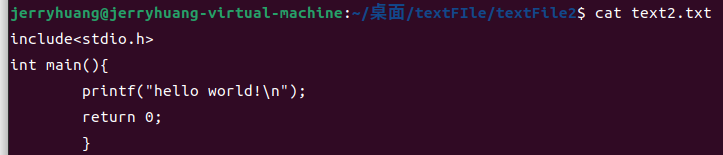 jerryhuang@jerryhuang-virtual-machine:~/桌面/textFIle/textFile2$ cat text2.txt
include<stdio.h>
int main(){
        printf("hello world!\n");
        return 0;
        }